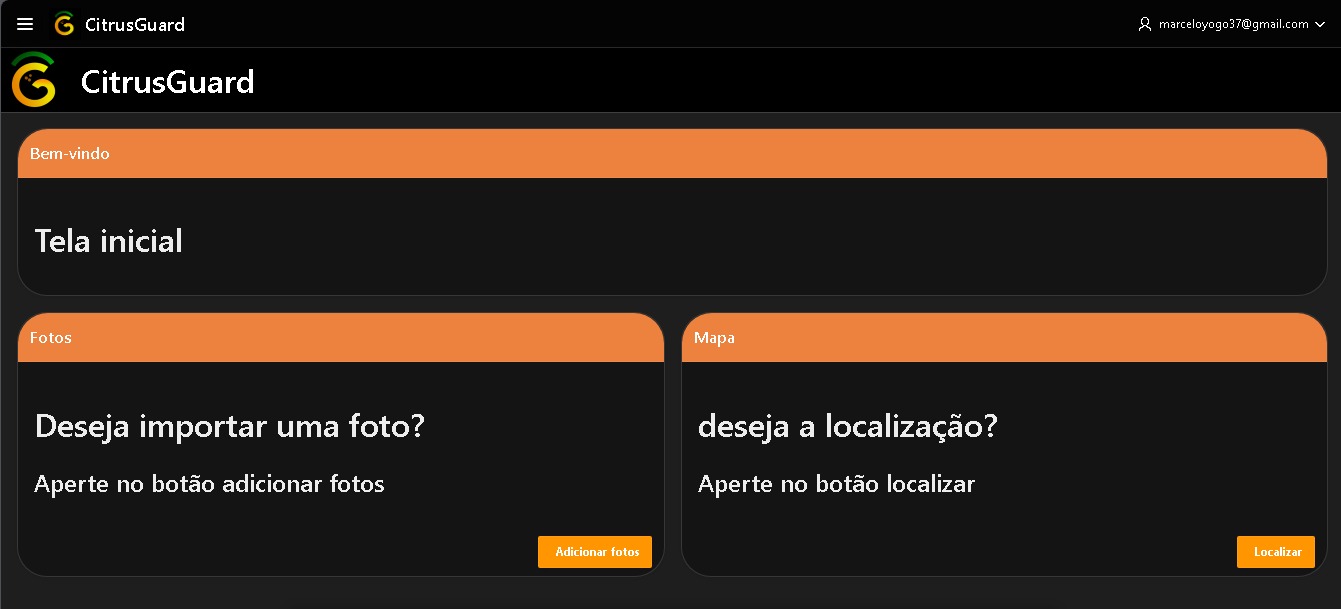 CitrusGuard
marceloyogo37@gmail.com
CitrusGuard
Bem-vindo
Tela inicial
Fotos
Deseja importar uma foto?
Aperte no botão adicionar fotos
Adicionar fotos
Mapa
deseja a localização?
Aperte no botão localizar
Localizar